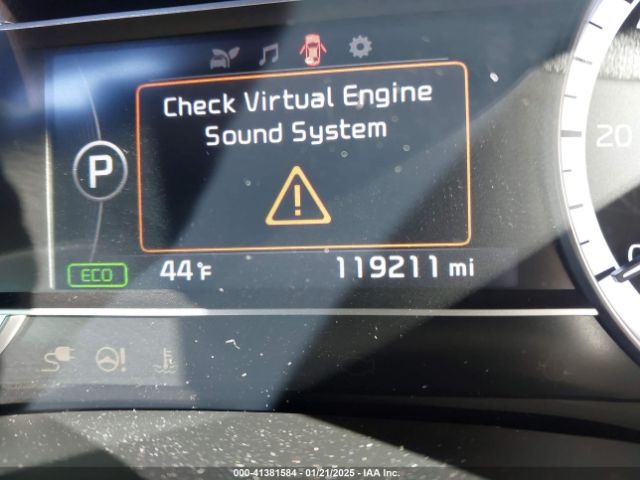 Check Virtual Engine
Sound System
P
20
ECO
44°F
119211 mi
000-41381584 - 01/21/2025 - IAA Inc.